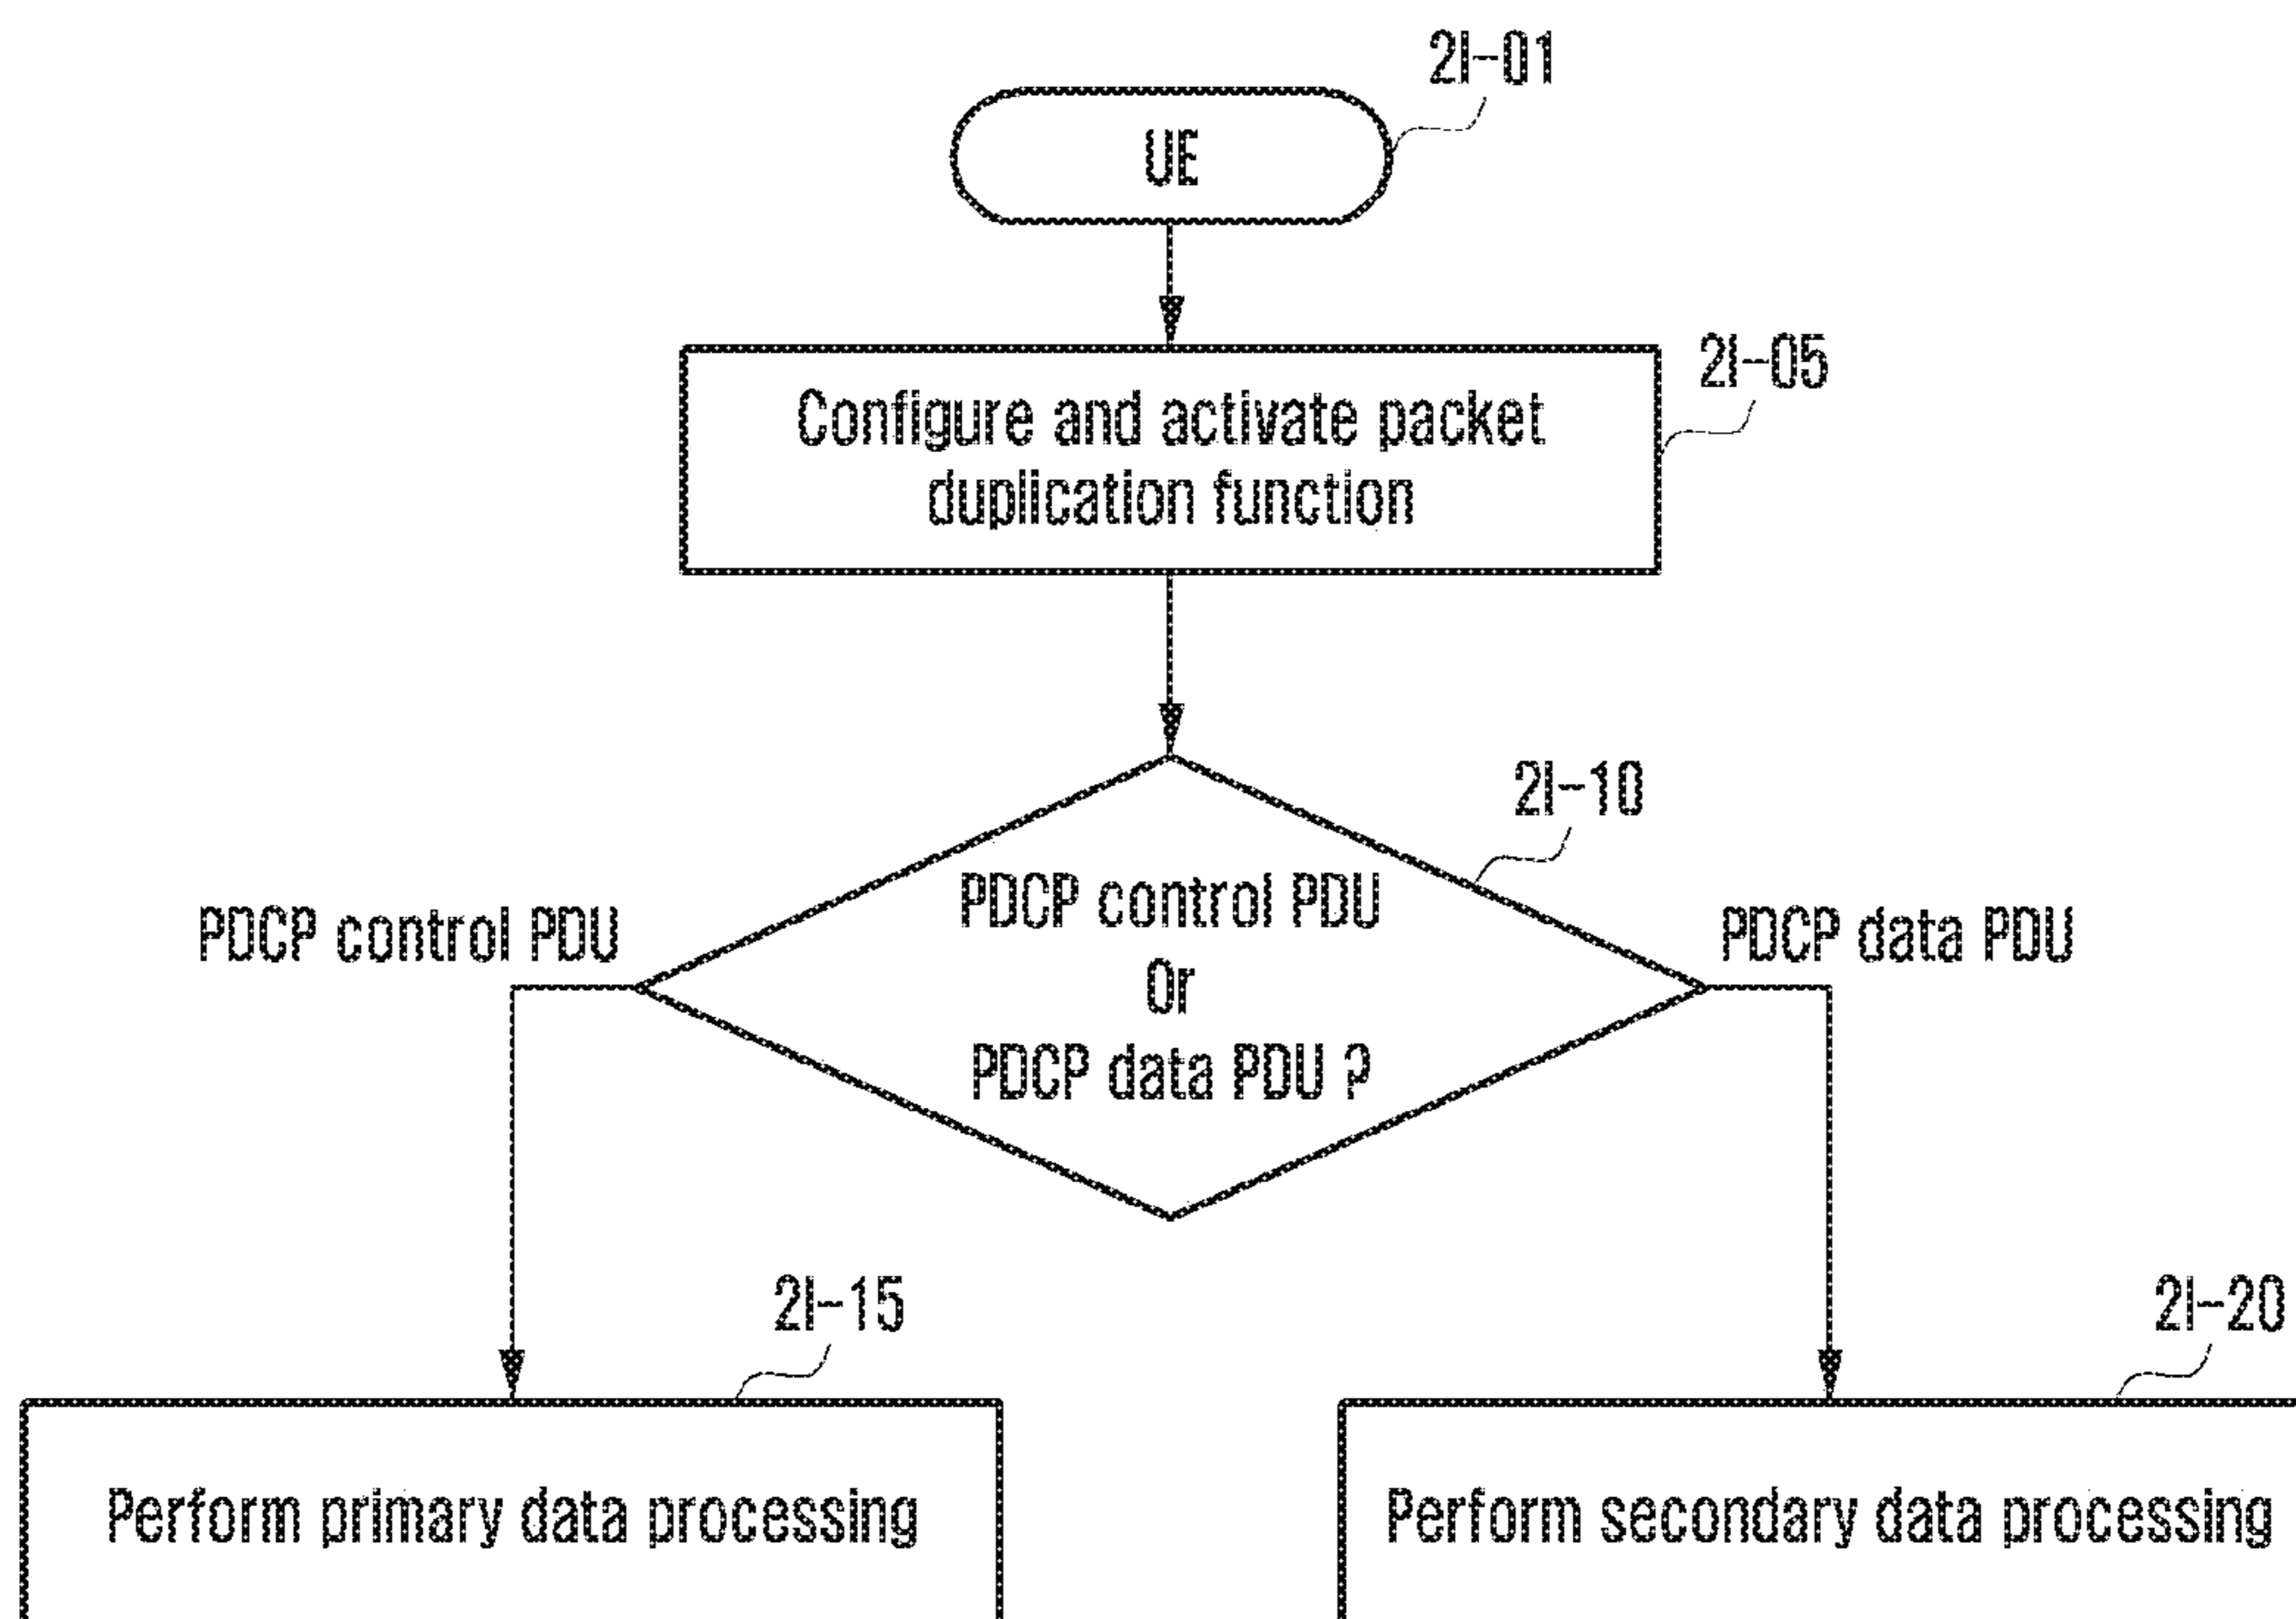 2I-01
UE
2I-05
Configure and activate packet
duplication function
2I-10
PDCP control PDU
PDCP control PDU
Or
PDCP data PDU ?
PDCP data PDU
2I-15
2I-20
Perform primary data processing
Perform secondary data processing